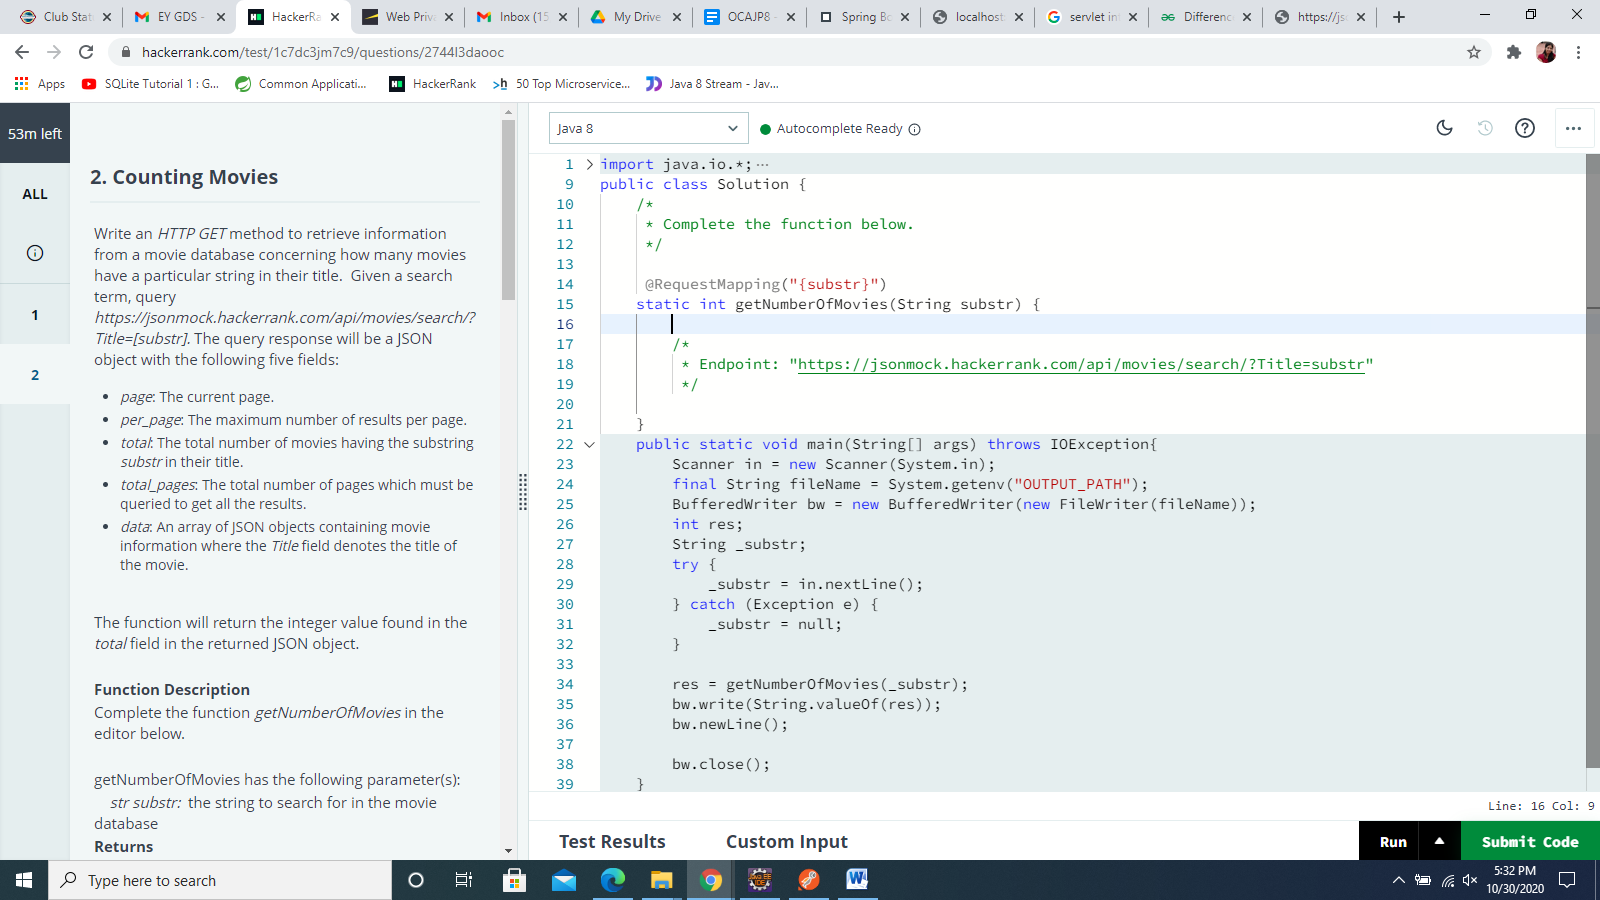 Club Stat
EY GDS -
HackerRa
Web Priva
Inbox (15
My Drive
OCAJP8 -
Spring Bo
localhost
servlet in
Differenc
https://jso
hackerrank.com/test/1c7dc3jm7c9/questions/2744l3daooc
Apps
SQLite Tutorial 1 : G...
Common Applicati...
HackerRank
50 Top Microservice...
Java 8 Stream - Jav...
53m left
ALL
1
2
2. Counting Movies
Write an HTTP GET method to retrieve information
from a movie database concerning how many movies
have a particular string in their title.  Given a search
term, query
https://jsonmock.hackerrank.com/api/movies/search/?
Title=[substr]. The query response will be a JSON
object with the following five fields:
• page: The current page.
• per_page: The maximum number of results per page.
• total: The total number of movies having the substring
substr in their title.
• total_pages: The total number of pages which must be
queried to get all the results.
• data: An array of JSON objects containing movie
information where the Title field denotes the title of
the movie.
The function will return the integer value found in the
total field in the returned JSON object.
Function Description
Complete the function getNumberOfMovies in the
editor below.
getNumberOfMovies has the following parameter(s):
str substr:  the string to search for in the movie
database
Returns
Java 8
Autocomplete Ready
1 import java.io.*; ...
9 public class Solution {
10 /*
11 * Complete the function below.
12 */
13
14 @RequestMapping("{substr}")
15 static int getNumberOfMovies(String substr) {
16
17 /*
18 * Endpoint: "https://jsonmock.hackerrank.com/api/movies/search/?Title=substr"
19 */
20
21 }
22 public static void main(String[] args) throws IOException{
23 Scanner in = new Scanner(System.in);
24 final String fileName = System.getenv("OUTPUT_PATH");
25 BufferedWriter bw = new BufferedWriter(new FileWriter(fileName));
26 int res;
27 String _substr;
28 try {
29 _substr = in.nextLine();
30 } catch (Exception e) {
31 _substr = null;
32 }
33
34 res = getNumberOfMovies(_substr);
35 bw.write(String.valueOf(res));
36 bw.newLine();
37
38 bw.close();
39 }
Line: 16 Col: 9
Test Results
Custom Input
Run
Submit Code
Type here to search
5:32 PM
10/30/2020